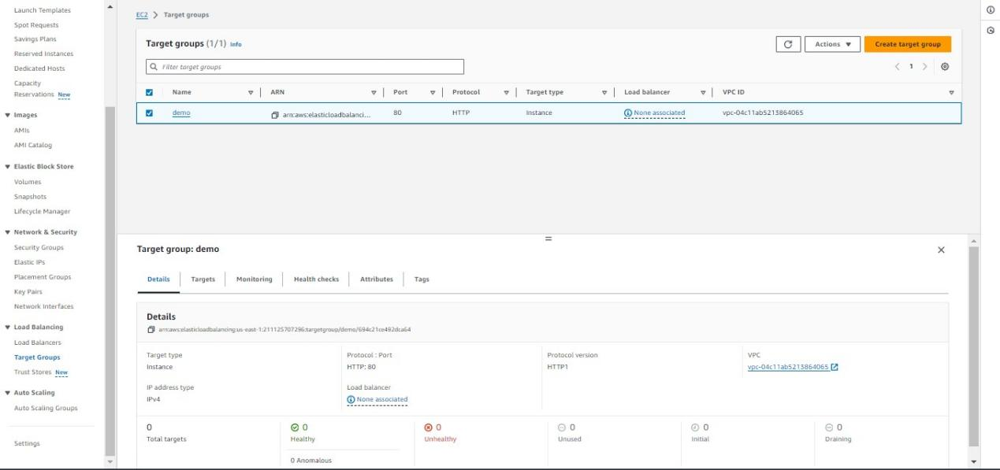 Launch Templates
Spot Requests
Savings Plans
Reserved Instances
Dedicated Hosts
Capacity
Reservations New
Images
AMIs
AMI Catalog
Elastic Block Store
Volumes
Snapshots
Lifecycle Manager
Network & Security
Security Groups
Elastic IPs
Placement Groups
Key Pairs
Network Interfaces
Load Balancing
Load Balancers
Target Groups
Trust Stores New
Auto Scaling
Auto Scaling Groups
Settings
EC2 > Target groups
Target groups (1/1) Info
Actions
Create target group
Filter target groups
1
Name ARN Port Protocol Target type Load balancer VPC ID
demo arn:aws:elasticloadbalanci... 80 HTTP Instance None associated vpc-04c11ab5213864065
Target group: demo
Details Targets Monitoring Health checks Attributes Tags
Details
arn:aws:elasticloadbalancing:us-east-1:211125707296:targetgroup/demo/694c21ce492dca64
Target type Protocol : Port Protocol version VPC
Instance HTTP: 80 HTTP1 vpc-04c11ab5213864065
IP address type Load balancer
IPv4 None associated
0 0 0 0 0 0
Total targets Healthy Unhealthy Unused Initial Draining
0 Anomalous